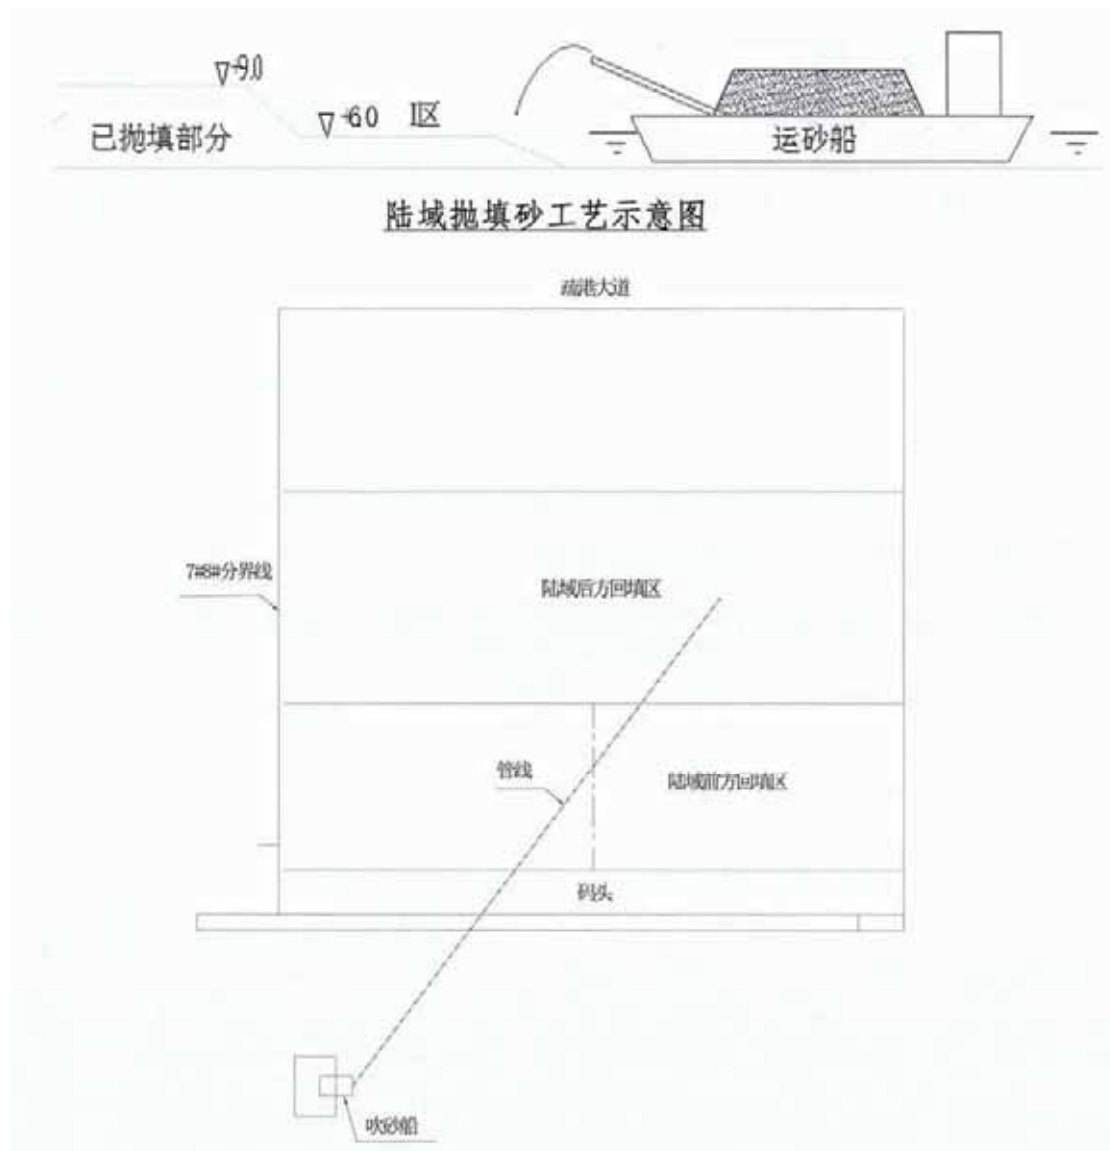 -9.0
-6.0 I区
已抛填部分
运砂船
陆域抛填砂工艺示意图
疏港大道
7#8#分界线
陆域后方回填区
管线
陆域前方回填区
码头
吹砂船